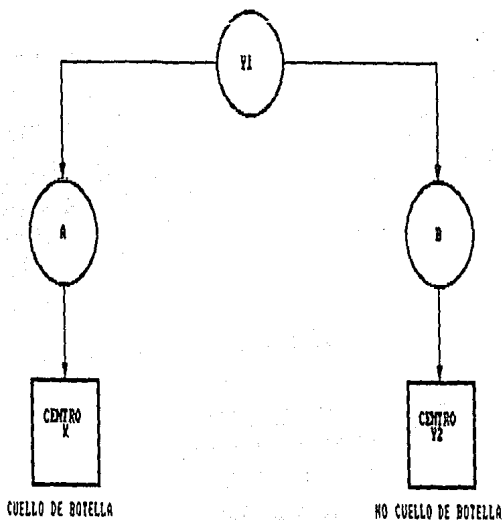 Y1
A
B
CENTRO
X
CENTRO
Y2
CUELLO DE BOTELLA
NO CUELLO DE BOTELLA